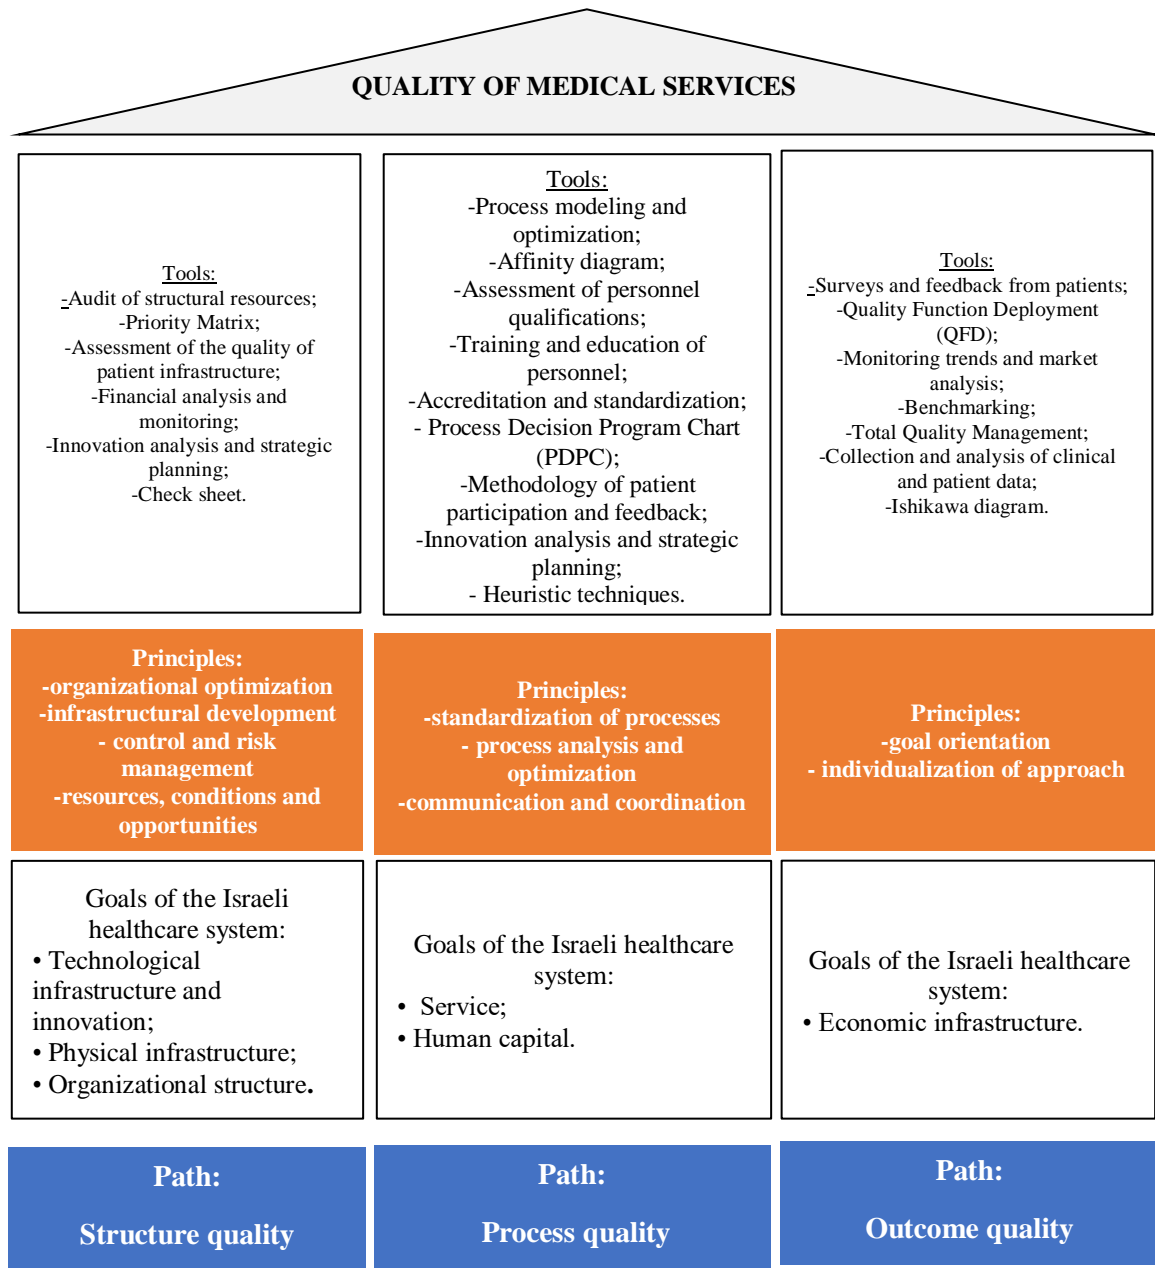 QUALITY OF MEDICAL SERVICES
Tools:
-Audit of structural resources;
-Priority Matrix;
-Assessment of the quality of
patient infrastructure;
-Financial analysis and
monitoring;
-Innovation analysis and strategic
planning;
-Check sheet.
Tools:
-Process modeling and
optimization;
-Affinity diagram;
-Assessment of personnel
qualifications;
-Training and education of
personnel;
-Accreditation and standardization;
- Process Decision Program Chart
(PDPC);
-Methodology of patient
participation and feedback;
-Innovation analysis and strategic
planning;
- Heuristic techniques.
Tools:
-Surveys and feedback from patients;
-Quality Function Deployment
(QFD);
-Monitoring trends and market
analysis;
-Benchmarking;
-Total Quality Management;
-Collection and analysis of clinical
and patient data;
-Ishikawa diagram.
Principles:
-organizational optimization
-infrastructural development
- control and risk
management
-resources, conditions and
opportunities
Principles:
-standardization of processes
- process analysis and
optimization
-communication and coordination
Principles:
-goal orientation
- individualization of approach
Goals of the Israeli
healthcare system:
• Technological
infrastructure and
innovation;
• Physical infrastructure;
• Organizational structure.
Goals of the Israeli healthcare
system:
• Service;
• Human capital.
Goals of the Israeli healthcare
system:
• Economic infrastructure.
Path:
Structure quality
Path:
Process quality
Path:
Outcome quality